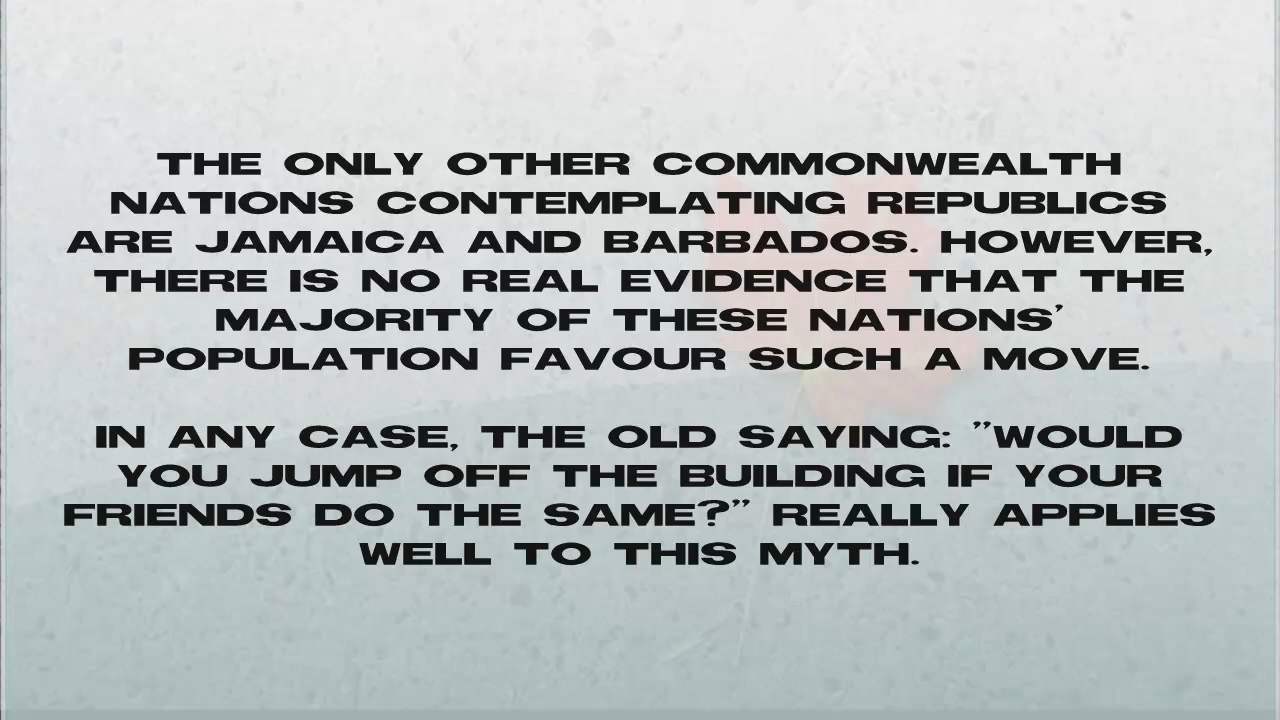 THE ONLY OTHER COMMONWEALTH
NATIONS CONTEMPLATING REPUBLICS
ARE JAMAICA AND BARBADOS. HOWEVER,
THERE IS NO REAL EVIDENCE THAT THE
MAJORITY OF THESE NATIONS'
POPULATION FAVOUR SUCH A MOVE.
IN ANY CASE, THE OLD SAYING: "WOULD
YOU JUMP OFF THE BUILDING IF YOUR
FRIENDS DO THE SAME?" REALLY APPLIES
WELL TO THIS MYTH.